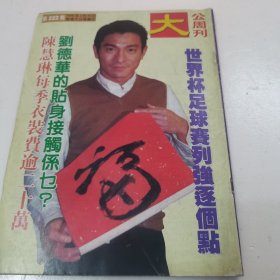 大公周刊
世界杯足球賽列強逐個點
劉德華的貼身接觸係乜?
陳慧琳每季衣裝費逾十萬
福